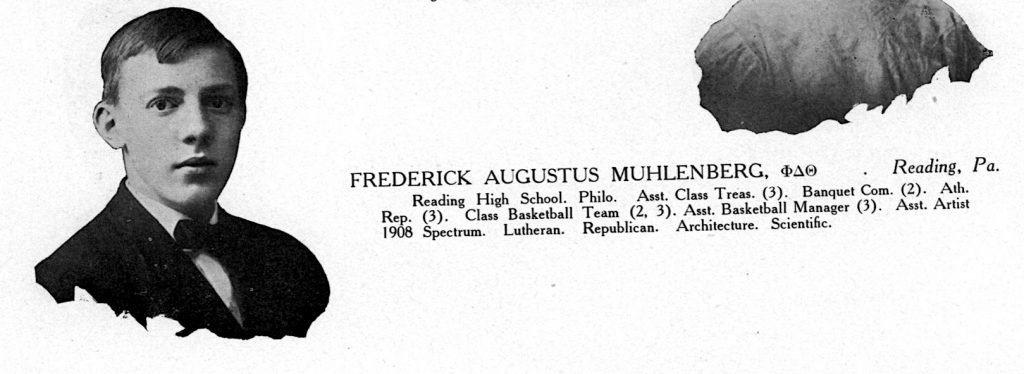 FREDERICK AUGUSTUS MUHLENBERG, ΦΔΘ . Reading, Pa.
Reading High School. Philo. Asst. Class Treas. (3). Banquet Com. (2). Ath.
Rep. (3). Class Basketball Team (2, 3). Asst. Basketball Manager (3). Asst. Artist
1908 Spectrum. Lutheran. Republican. Architecture. Scientific.